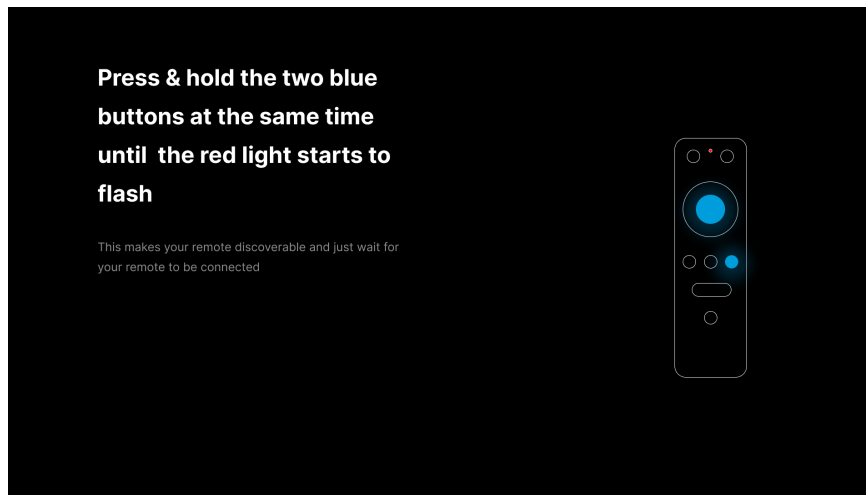 Press & hold the two blue
buttons at the same time
until  the red light starts to
flash
This makes your remote discoverable and just wait for
your remote to be connected